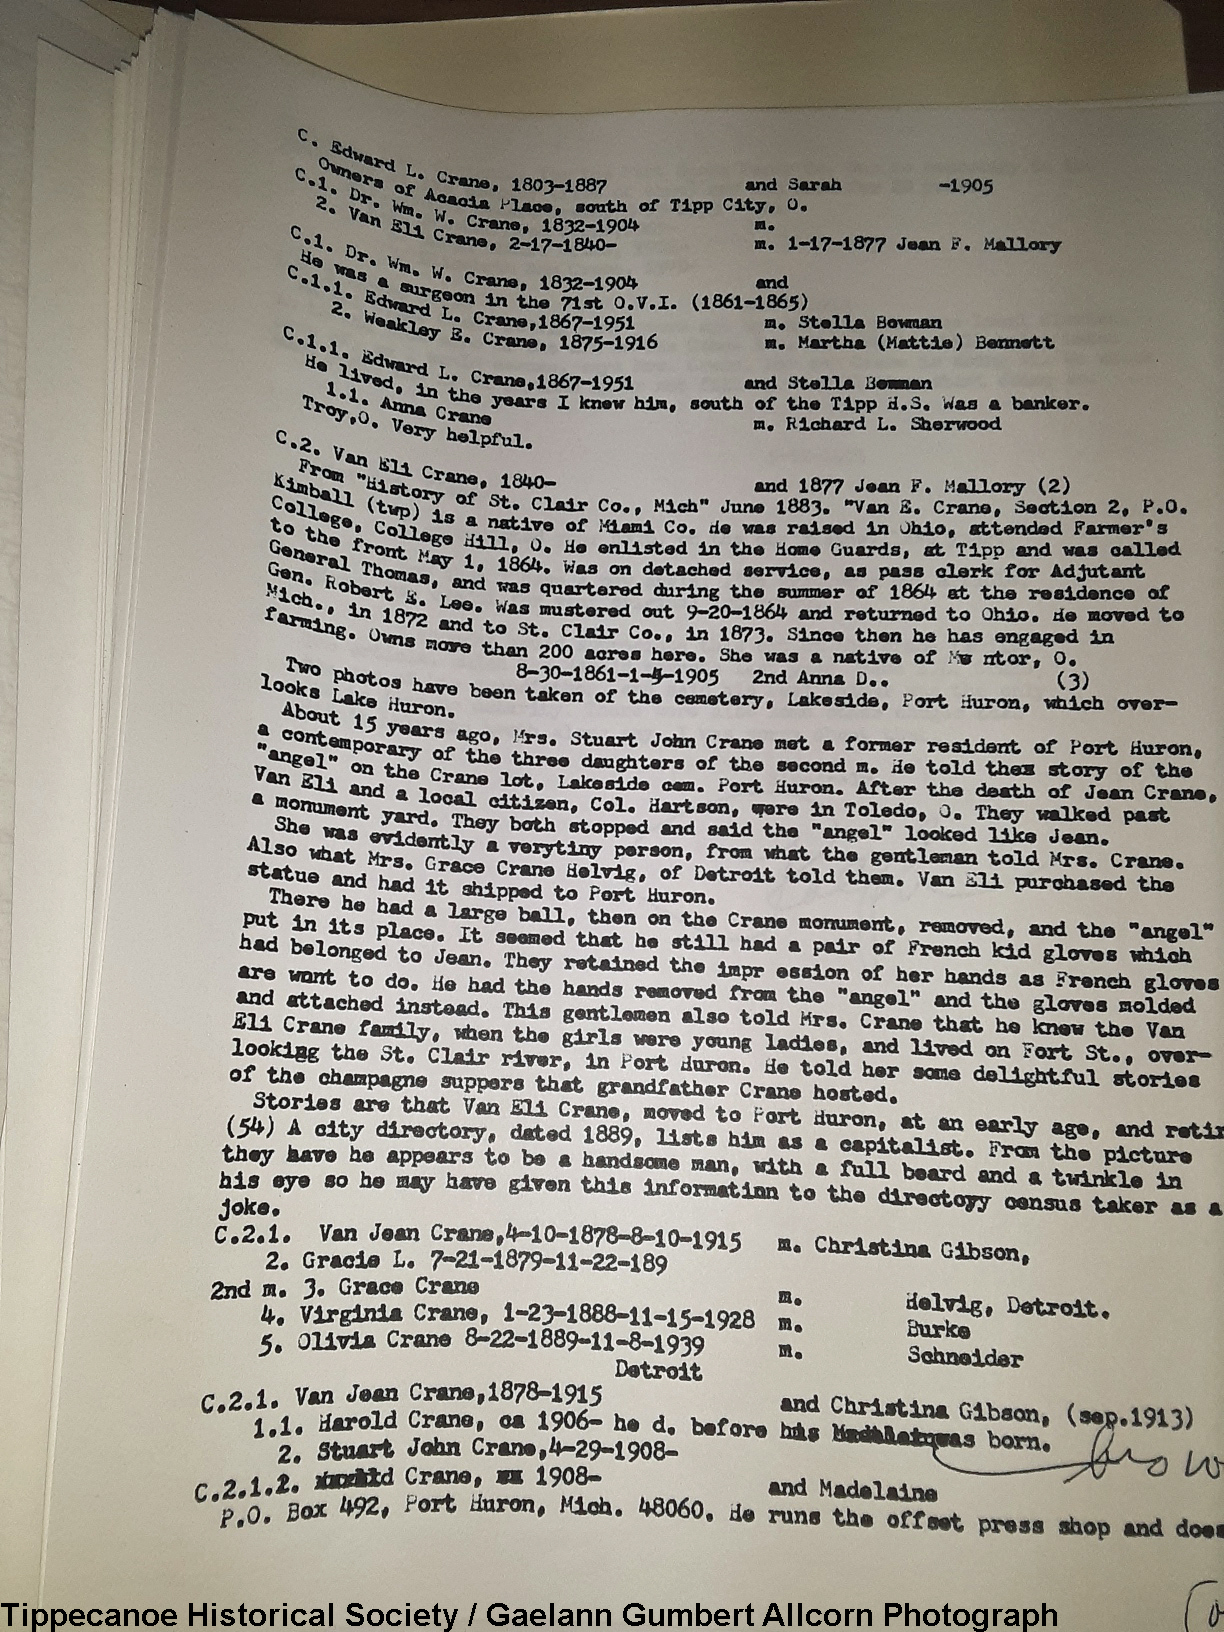 C. Edward L. Crane, 1803-1887 and Sarah -1905
Owners of Acacia Place, south of Tipp City, O.
C.1. Dr. Wm. W. Crane, 1832-1904 m.
2. Van Eli Crane, 2-17-1840- m. 1-17-1877 Jean F. Mallory
C.1. Dr. Wm. W. Crane, 1832-1904 and
He was a surgeon in the 71st O.V.I. (1861-1865)
C.1.1. Edward L. Crane,1867-1951 m. Stella Bowman
2. Weakley E. Crane, 1875-1916 m. Martha (Mattie) Bennett
C.1.1. Edward L. Crane,1867-1951 and Stella Bowman
He lived, in the years I knew him, south of the Tipp H.S. Was a banker.
1.1. Anna Crane m. Richard L. Sherwood
Troy,O. Very helpful.
C.2. Van Eli Crane, 1840- and 1877 Jean F. Mallory (2)
From "History of St. Clair Co., Mich" June 1883. "Van E. Crane, Section 2, P.O.
Kimball (twp) is a native of Miami Co. He was raised in Ohio, attended Farmer's
College, College Hill, O. He enlisted in the Home Guards, at Tipp and was called
to the front May 1, 1864. Was on detached service, as pass clerk for Adjutant
General Thomas, and was quartered during the summer of 1864 at the residence of
Gen. Robert E. Lee. Was mustered out 9-20-1864 and returned to Ohio. He moved to
Mich., in 1872 and to St. Clair Co., in 1873. Since then he has engaged in
farming. Owns more than 200 acres here. She was a native of Me ntor, O.
8-30-1861-1-5-1905 2nd Anna D.. (3)
Two photos have been taken of the cemetery, Lakeside, Port Huron, which over-
looks Lake Huron.
About 15 years ago, Mrs. Stuart John Crane met a former resident of Port Huron,
a contemporary of the three daughters of the second m. He told them story of the
"angel" on the Crane lot, Lakeside cem. Port Huron. After the death of Jean Crane,
Van Eli and a local citizen, Col. Hartson, were in Toledo, O. They walked past
a monument yard. They both stopped and said the "angel" looked like Jean.
She was evidently a verytiny person, from what the gentleman told Mrs. Crane.
Also what Mrs. Grace Crane Helvig, of Detroit told them. Van Eli purchased the
statue and had it shipped to Port Huron.
There he had a large ball, then on the Crane monument, removed, and the "angel"
put in its place. It seemed that he still had a pair of French kid gloves which
had belonged to Jean. They retained the impr ession of her hands as French gloves
are wont to do. He had the hands removed from the "angel" and the gloves molded
and attached instead. This gentlemen also told Mrs. Crane that he knew the Van
Eli Crane family, when the girls were young ladies, and lived on Fort St., over-
looking the St. Clair river, in Port Huron. He told her some delightful stories
of the champagne suppers that grandfather Crane hosted.
Stories are that Van Eli Crane, moved to Port Huron, at an early age, and retir
(54) A city directory, dated 1889, lists him as a capitalist. From the picture
they have he appears to be a handsome man, with a full beard and a twinkle in
his eye so he may have given this informatinn to the directoyy census taker as a
joke.
C.2.1. Van Jean Crane,4-10-1878-8-10-1915 m. Christina Gibson,
2. Gracie L. 7-21-1879-11-22-189
2nd m. 3. Grace Crane m. Helvig, Detroit.
4. Virginia Crane, 1-23-1888-11-15-1928 m. Burke
5. Olivia Crane 8-22-1889-11-8-1939 m. Schneider
Detroit
C.2.1. Van Jean Crane,1878-1915 and Christina Gibson, (sep.1913)
1.1. Harold Crane, ca 1906- he d. before his was born.
2. Stuart John Crane,4-29-1908-
C.2.1.2. Crane, 1908- and Madelaine
P.O. Box 492, Port Huron, Mich. 48060. He runs the offset press shop and does
Tippecanoe Historical Society / Gaelann Gumbert Allcorn Photograph